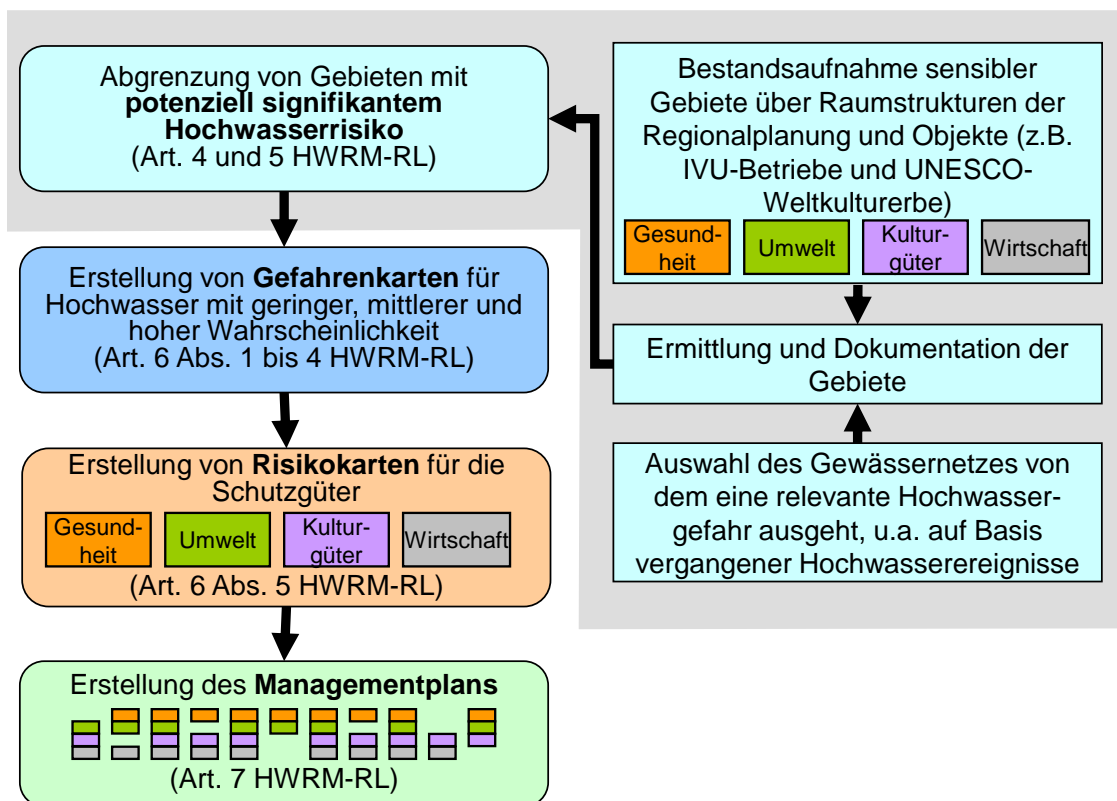 Abgrenzung von Gebieten mit
potenziell signifikantem
Hochwasserrisiko
(Art. 4 und 5 HWRM-RL)
Erstellung von Gefahrenkarten für
Hochwasser mit geringer, mittlerer und
hoher Wahrscheinlichkeit
(Art. 6 Abs. 1 bis 4 HWRM-RL)
Erstellung von Risikokarten für die
Schutzgüter
Gesund-
heit
Umwelt
Kultur-
güter
Wirtschaft
(Art. 6 Abs. 5 HWRM-RL)
Erstellung des Managementplans
(Art. 7 HWRM-RL)
Bestandsaufnahme sensibler
Gebiete über Raumstrukturen der
Regionalplanung und Objekte (z.B.
IVU-Betriebe und UNESCO-
Weltkulturerbe)
Gesund-
heit
Umwelt
Kultur-
güter
Wirtschaft
Ermittlung und Dokumentation der
Gebiete
Auswahl des Gewässernetzes von
dem eine relevante Hochwasser-
gefahr ausgeht, u.a. auf Basis
vergangener Hochwasserereignisse